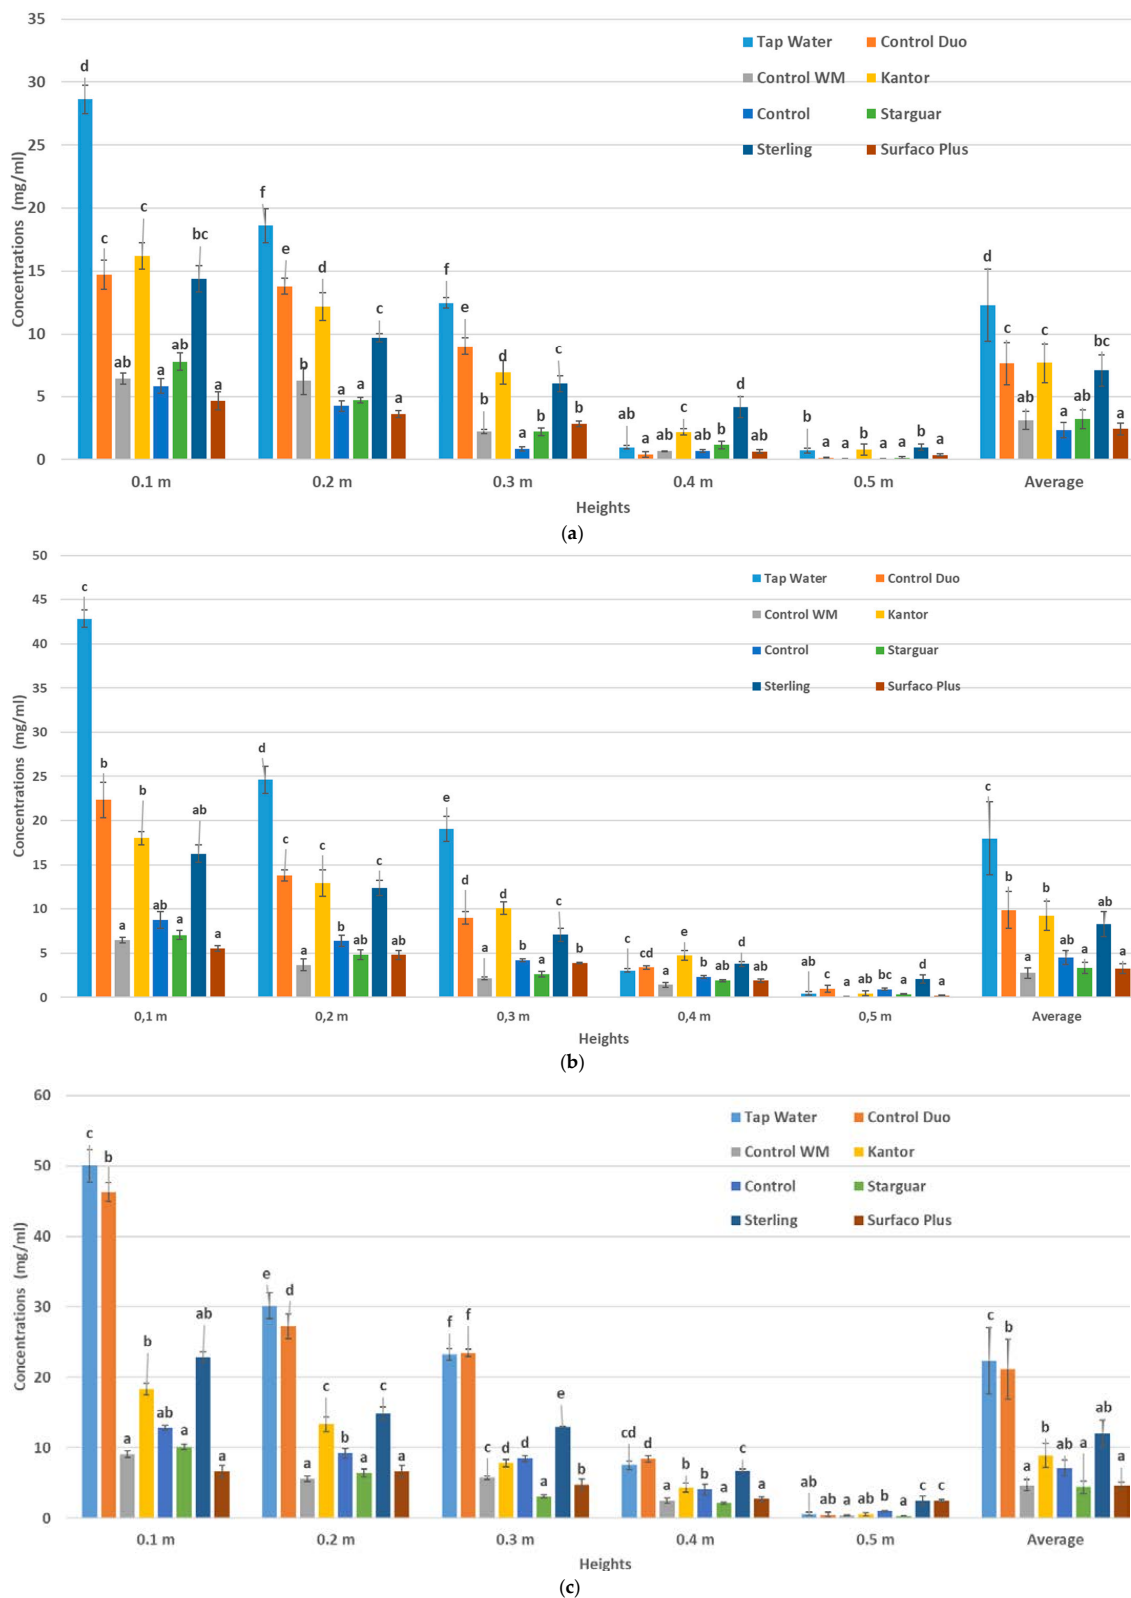 35
30
25
20
15
10
5
0
Concentrations (mg/ml)
Tap Water Control Duo
Control WM Kantor
Control Starguar
Sterling Surfaco Plus
d c ab c a ab bc a
f e b d a a c a
f e b d a b c b
ab a ab c ab b d ab
b a a b a a b a
d c ab c a ab bc a
0.1 m 0.2 m 0.3 m 0.4 m 0.5 m Average
Heights
(a)
50
45
40
35
30
25
20
15
10
5
0
Concentrations (mg/ml)
Tap Water Control Duo
Control WM Kantor
Control Starguar
Sterling Surfaco Plus
c b a b ab a ab a
d c a c b ab c ab
e d a d b a c b
c cd a e b ab d ab
ab c a ab bc a d a
c b a b ab a ab a
0,1 m 0,2 m 0,3 m 0,4 m 0,5 m Average
Heights
(b)
60
50
40
30
20
10
0
Concentrations (mg/ml)
Tap Water Control Duo
Control WM Kantor
Control Starguar
Sterling Surfaco Plus
c b a b ab a ab a
e d a c b a c a
f f c d d a e b
cd d a b b a c a
ab ab a ab b a c c
c b a b ab a ab a
0.1 m 0.2 m 0.3 m 0.4 m 0.5 m Average
Heights
(c)